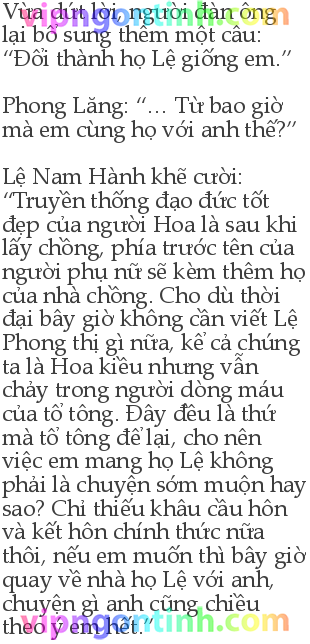 Vừa dứt lời, người đàn ông
lại bổ sung thêm một câu:
“Đổi thành họ Lệ giống em.”
Phong Lăng: “... Từ bao giờ
mà em cùng họ với anh thế?”
Lệ Nam Hành khẽ cười:
“Truyền thống đạo đức tốt
đẹp của người Hoa là sau khi
lấy chồng, phía trước tên của
người phụ nữ sẽ kèm thêm họ
của nhà chồng. Cho dù thời
đại bây giờ không cần viết Lệ
Phong thị gì nữa, kể cả chúng
ta là Hoa kiều nhưng vẫn
chảy trong người dòng máu
của tổ tông. Đây đều là thứ
mà tổ tông để lại, cho nên
việc em mang họ Lệ không
phải là chuyện sớm muộn hay
sao? Chỉ thiếu khâu cầu hôn
và kết hôn chính thức nữa
thôi, nếu em muốn thì bây giờ
quay về nhà họ Lệ với anh,
chuyện gì anh cũng chiều
theo ý em hết.”
vipngontinh.com
vipngontinh.com
vipngontinh.com